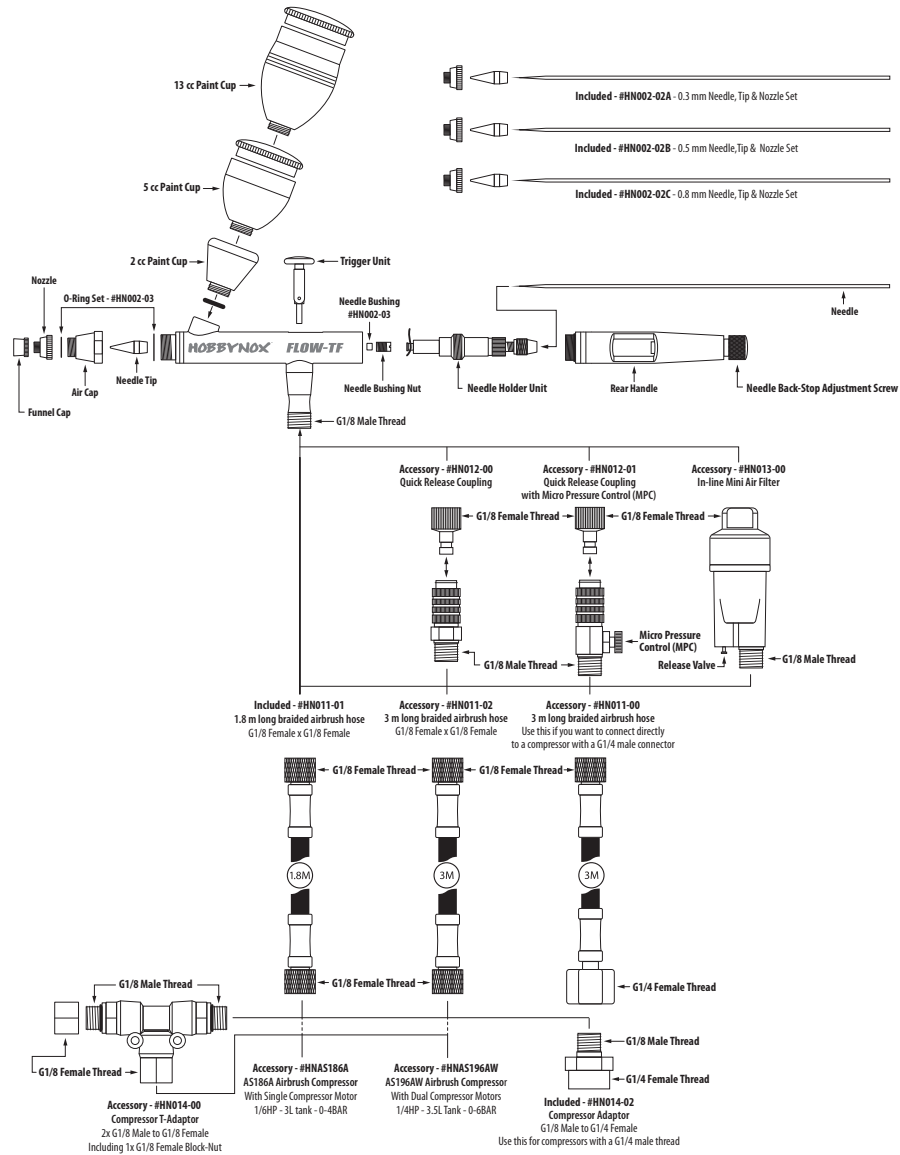 13 cc Paint Cup
Included - #HN002-02A - 0.3 mm Needle, Tip & Nozzle Set
Included - #HN002-02B - 0.5 mm Needle,Tip & Nozzle Set
5 cc Paint Cup
Included - #HN002-02C - 0.8 mm Needle, Tip & Nozzle Set
2 cc Paint Cup
Trigger Unit
Nozzle
O-Ring Set - #HN002-03
Needle Bushing
#HN002-03
Needle
HOBBYNOX FLOW-TF
Needle Tip
Air Cap
Funnel Cap
Needle Bushing Nut
Needle Holder Unit
Rear Handle
Needle Back-Stop Adjustment Screw
G1/8 Male Thread
Accessory - #HN012-00
Quick Release Coupling
Accessory - #HN012-01
Quick Release Coupling
with Micro Pressure Control (MPC)
Accessory - #HN013-00
In-line Mini Air Filter
G1/8 Female Thread
G1/8 Female Thread
Micro Pressure
Control (MPC)
G1/8 Male Thread
Release Valve
G1/8 Male Thread
Included - #HN011-01
1.8 m long braided airbrush hose
G1/8 Female x G1/8 Female
Accessory - #HN011-02
3 m long braided airbrush hose
G1/8 Female x G1/8 Female
Accessory - #HN011-00
3 m long braided airbrush hose
Use this if you want to connect directly
to a compressor with a G1/4 male connector
G1/8 Female Thread
G1/8 Female Thread
1.8M
3M
3M
G1/8 Male Thread
G1/8 Female Thread
G1/4 Female Thread
G1/8 Male Thread
G1/8 Female Thread
G1/4 Female Thread
Accessory - #HN014-00
Compressor T-Adaptor
2x G1/8 Male to G1/8 Female
Including 1x G1/8 Female Block-Nut
Accessory - #HNAS186A
AS186A Airbrush Compressor
With Single Compressor Motor
1/6HP - 3L tank - 0-4BAR
Accessory - #HNAS196AW
AS196AW Airbrush Compressor
With Dual Compressor Motors
1/4HP - 3.5L Tank - 0-6BAR
Included - #HN014-02
Compressor Adaptor
G1/8 Male to G1/4 Female
Use this for compressors with a G1/4 male thread